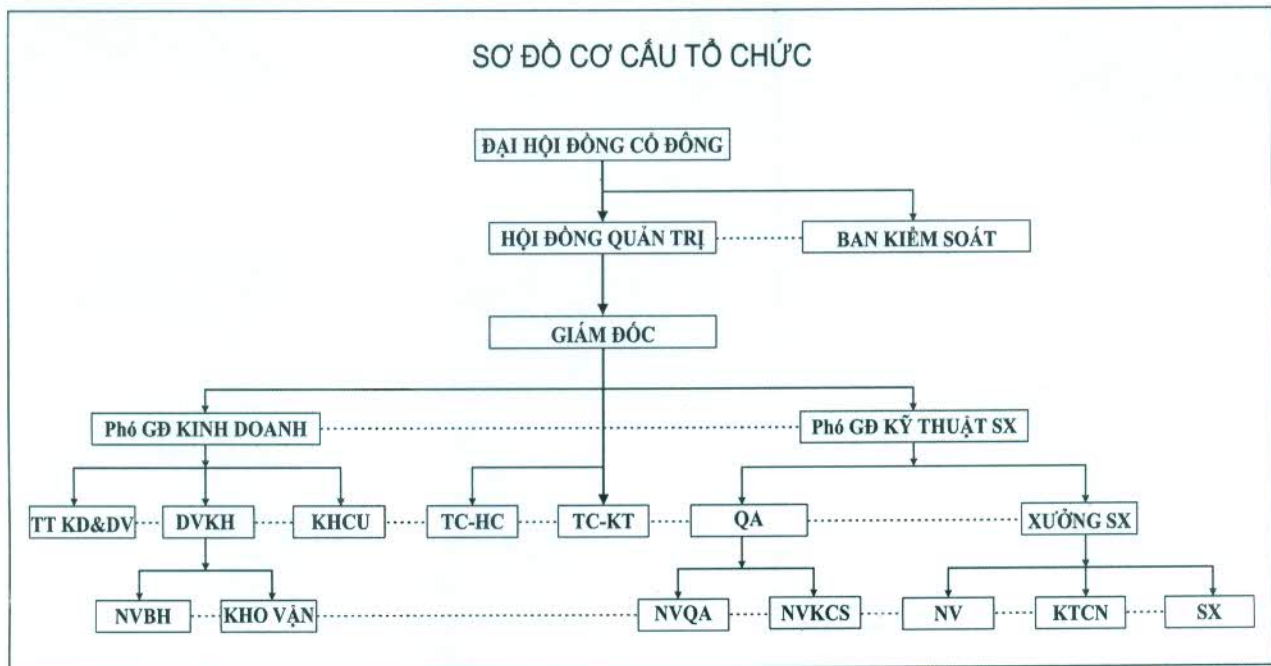 SƠ ĐỒ CƠ CẤU TỔ CHỨC
ĐẠI HỘI ĐỒNG CỔ ĐÔNG
HỘI ĐỒNG QUẢN TRỊ
BAN KIỂM SOÁT
GIÁM ĐỐC
Phó GĐ KINH DOANH
Phó GĐ KỸ THUẬT SX
TT KD&DV
DVKH
KHCU
TC-HC
TC-KT
QA
XƯỞNG SX
NVBH
KHO VẬN
NVQA
NVKCS
NV
KTCN
SX